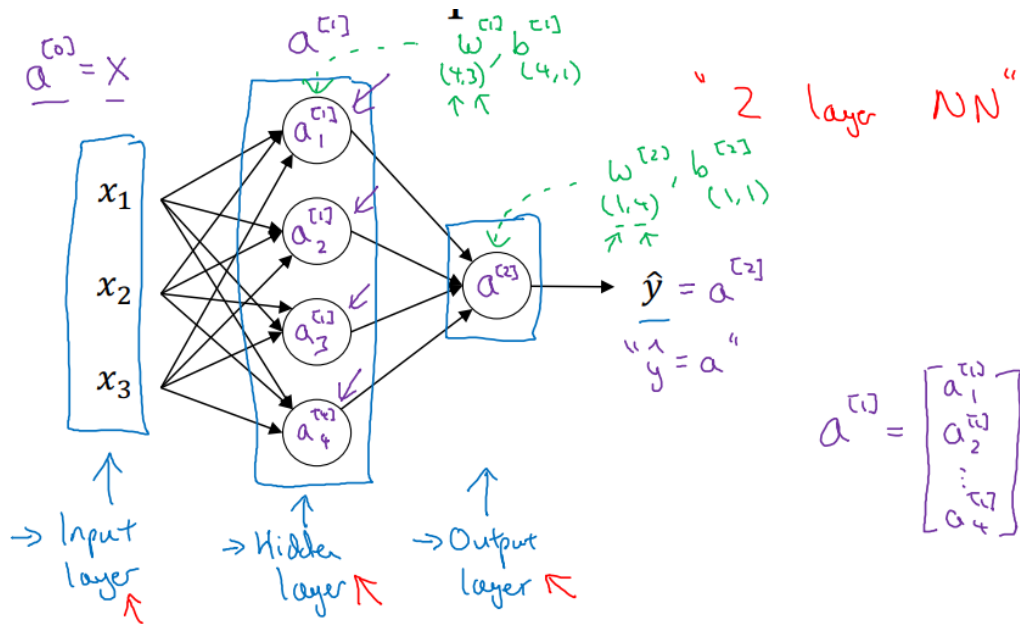 a^[0] = X
a^[1]
w^[1], b^[1]
(4,3) (4,1)
"2 layer NN"
x₁
x₂
x₃
a₁^[1]
a₂^[1]
a₃^[1]
a₄^[4]
w^[2], b^[2]
(1,4) (1,1)
a^[2]
ŷ = a^[2]
"ŷ = a"
a^[1] = [a₁^[1]
a₂^[1]
⋮
a₄^[1]]
→ Input
layer
→ Hidden
layer
→ Output
layer